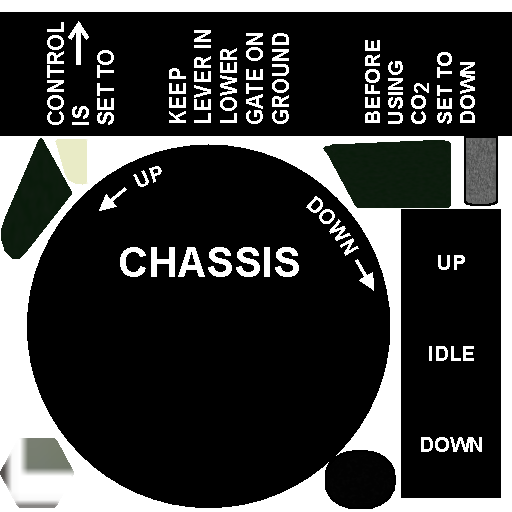 CONTROL
IS →
SET TO
KEEP
LEVER IN
LOWER
GATE ON
GROUND
BEFORE
USING
CO2
SET TO
DOWN
← UP
DOWN →
CHASSIS
UP
IDLE
DOWN